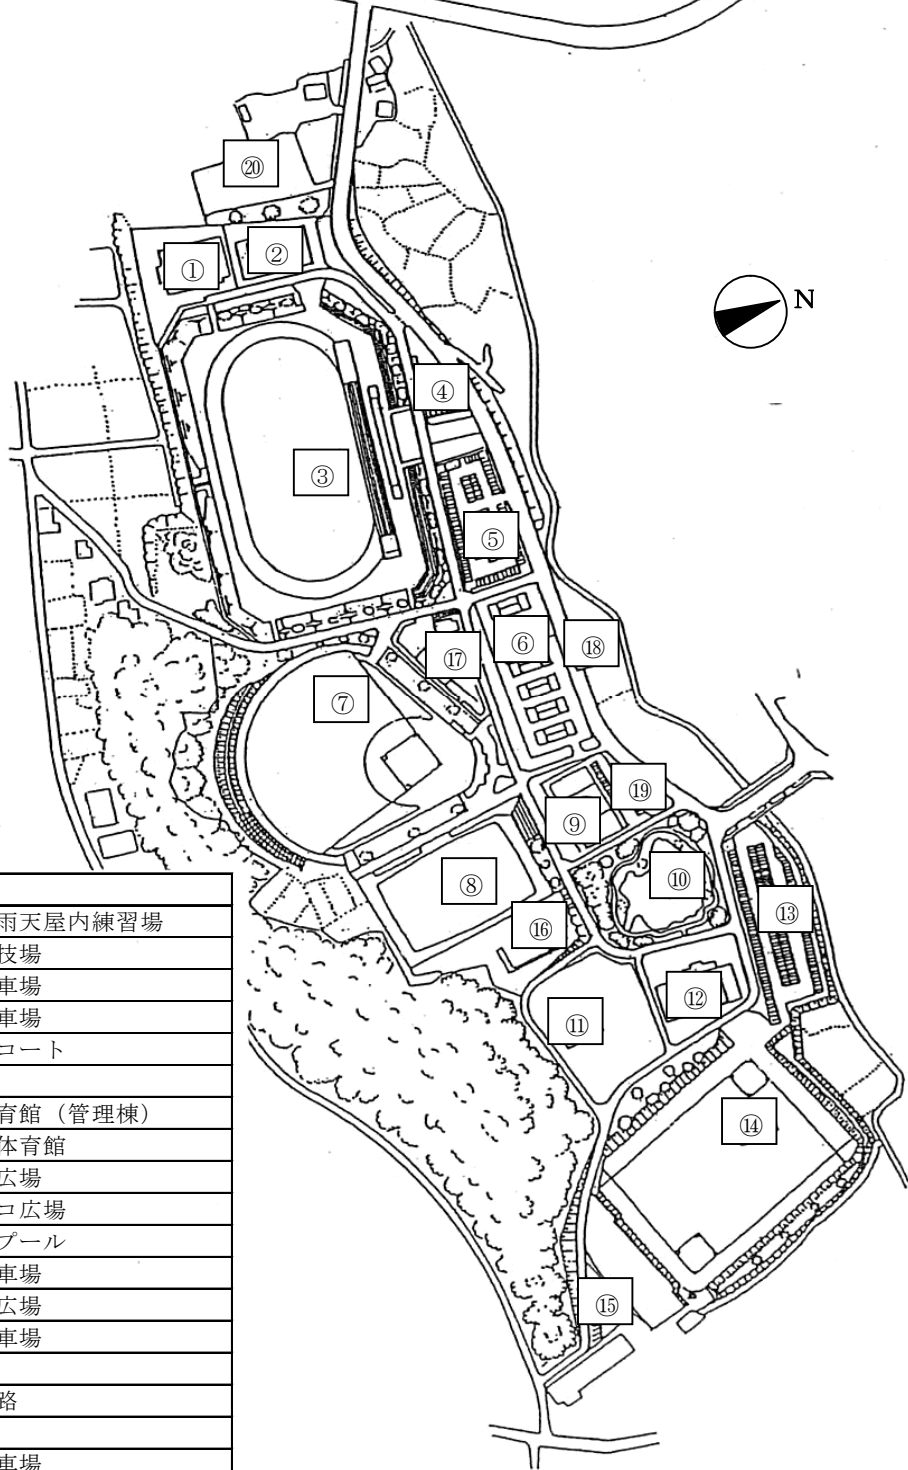 ⑳
②
①
N
④
③
⑤
⑥
⑱
⑰
⑦
⑲
⑨
⑧
⑩
⑬
⑯
⑫
⑪
⑭
⑮
雨天屋内練習場
技場
車場
車場
コート
育館（管理棟）
体育館
広場
コ広場
プール
車場
広場
車場
路
車場